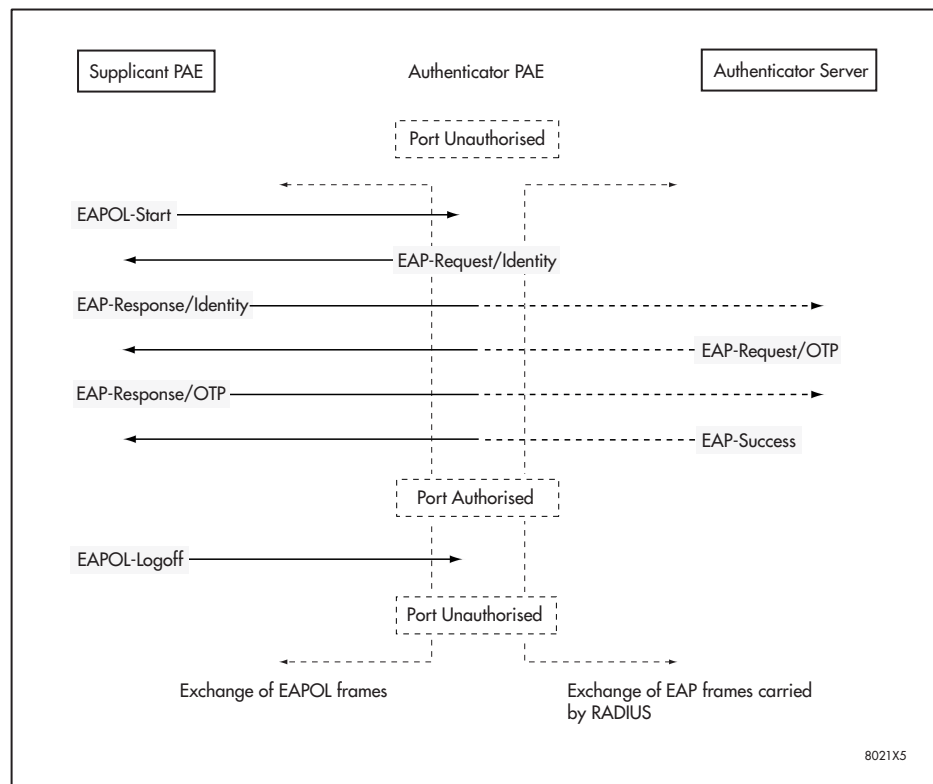 Supplicant PAE
Authenticator PAE
Authenticator Server
Port Unauthorised
EAPOL-Start
EAP-Request/Identity
EAP-Response/Identity
EAP-Request/OTP
EAP-Response/OTP
EAP-Success
Port Authorised
EAPOL-Logoff
Port Unauthorised
Exchange of EAPOL frames
Exchange of EAP frames carried
by RADIUS
8021X5